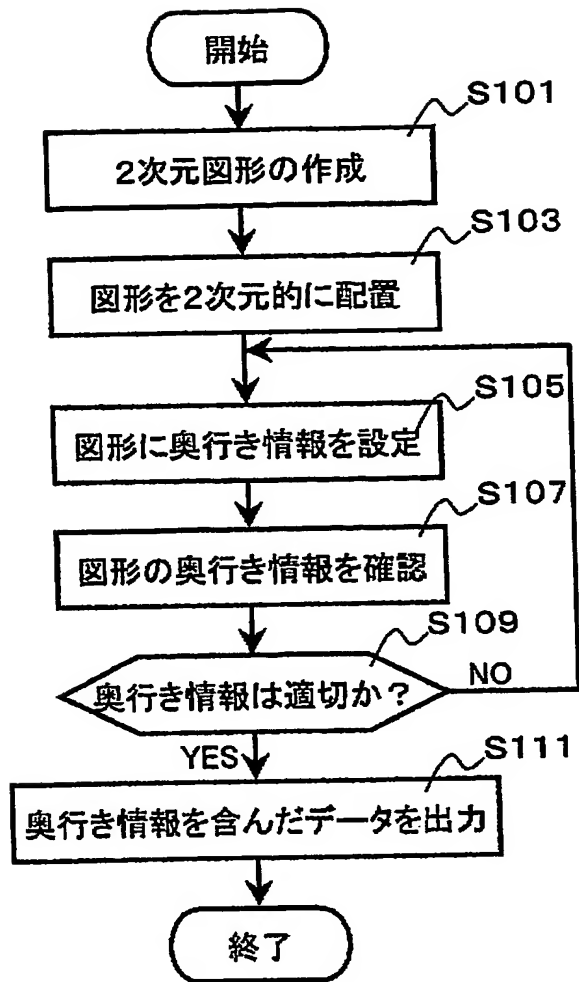 開始
S101
2次元図形の作成
S103
図形を2次元的に配置
S105
図形に奥行き情報を設定
S107
図形の奥行き情報を確認
S109
奥行き情報は適切か？
NO
YES
S111
奥行き情報を含んだデータを出力
終了